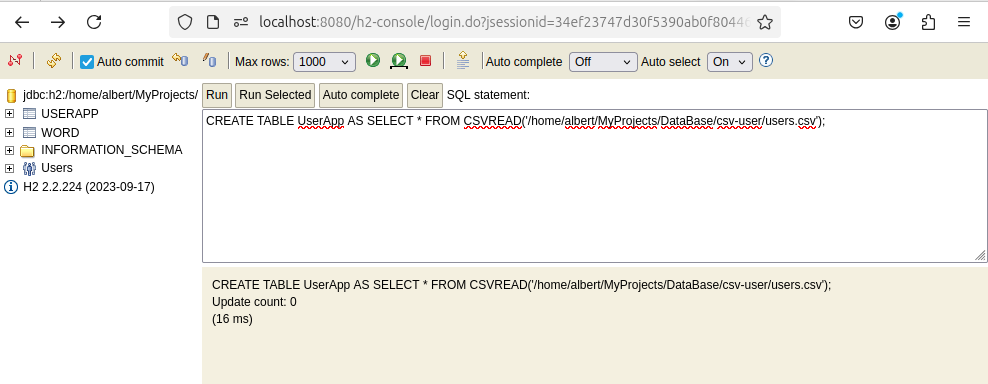 localhost:8080/h2-console/login.do?jsessionid=34ef23747d30f5390ab0f8044c
Auto commit Max rows: 1000 Auto complete Off Auto select On
jdbc:h2:/home/albert/MyProjects/
USERAPP
WORD
INFORMATION_SCHEMA
Users
H2 2.2.224 (2023-09-17)
Run Run Selected Auto complete Clear SQL statement:
CREATE TABLE UserApp AS SELECT * FROM CSVREAD('/home/albert/MyProjects/DataBase/csv-user/users.csv');
CREATE TABLE UserApp AS SELECT * FROM CSVREAD('/home/albert/MyProjects/DataBase/csv-user/users.csv');
Update count: 0
(16 ms)